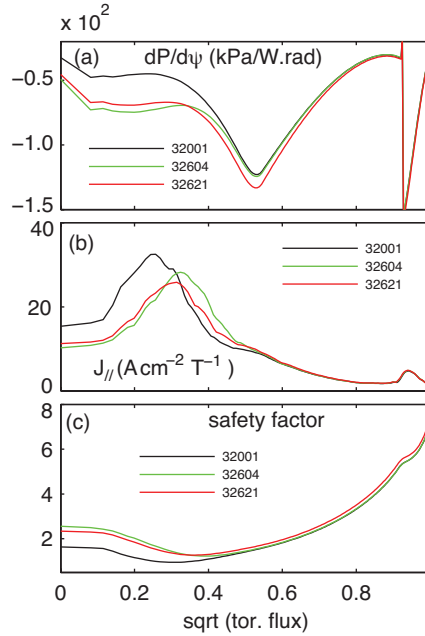 x 10²
(a) dP/dψ (kPa/W.rad)
−0.5
−1.0
−1.5
32001
32604
32621
(b)
40
20
0
32001
32604
32621
J// (A cm⁻² T⁻¹)
(c) safety factor
8
6
4
2
32001
32604
32621
0 0.2 0.4 0.6 0.8 1
sqrt (tor. flux)